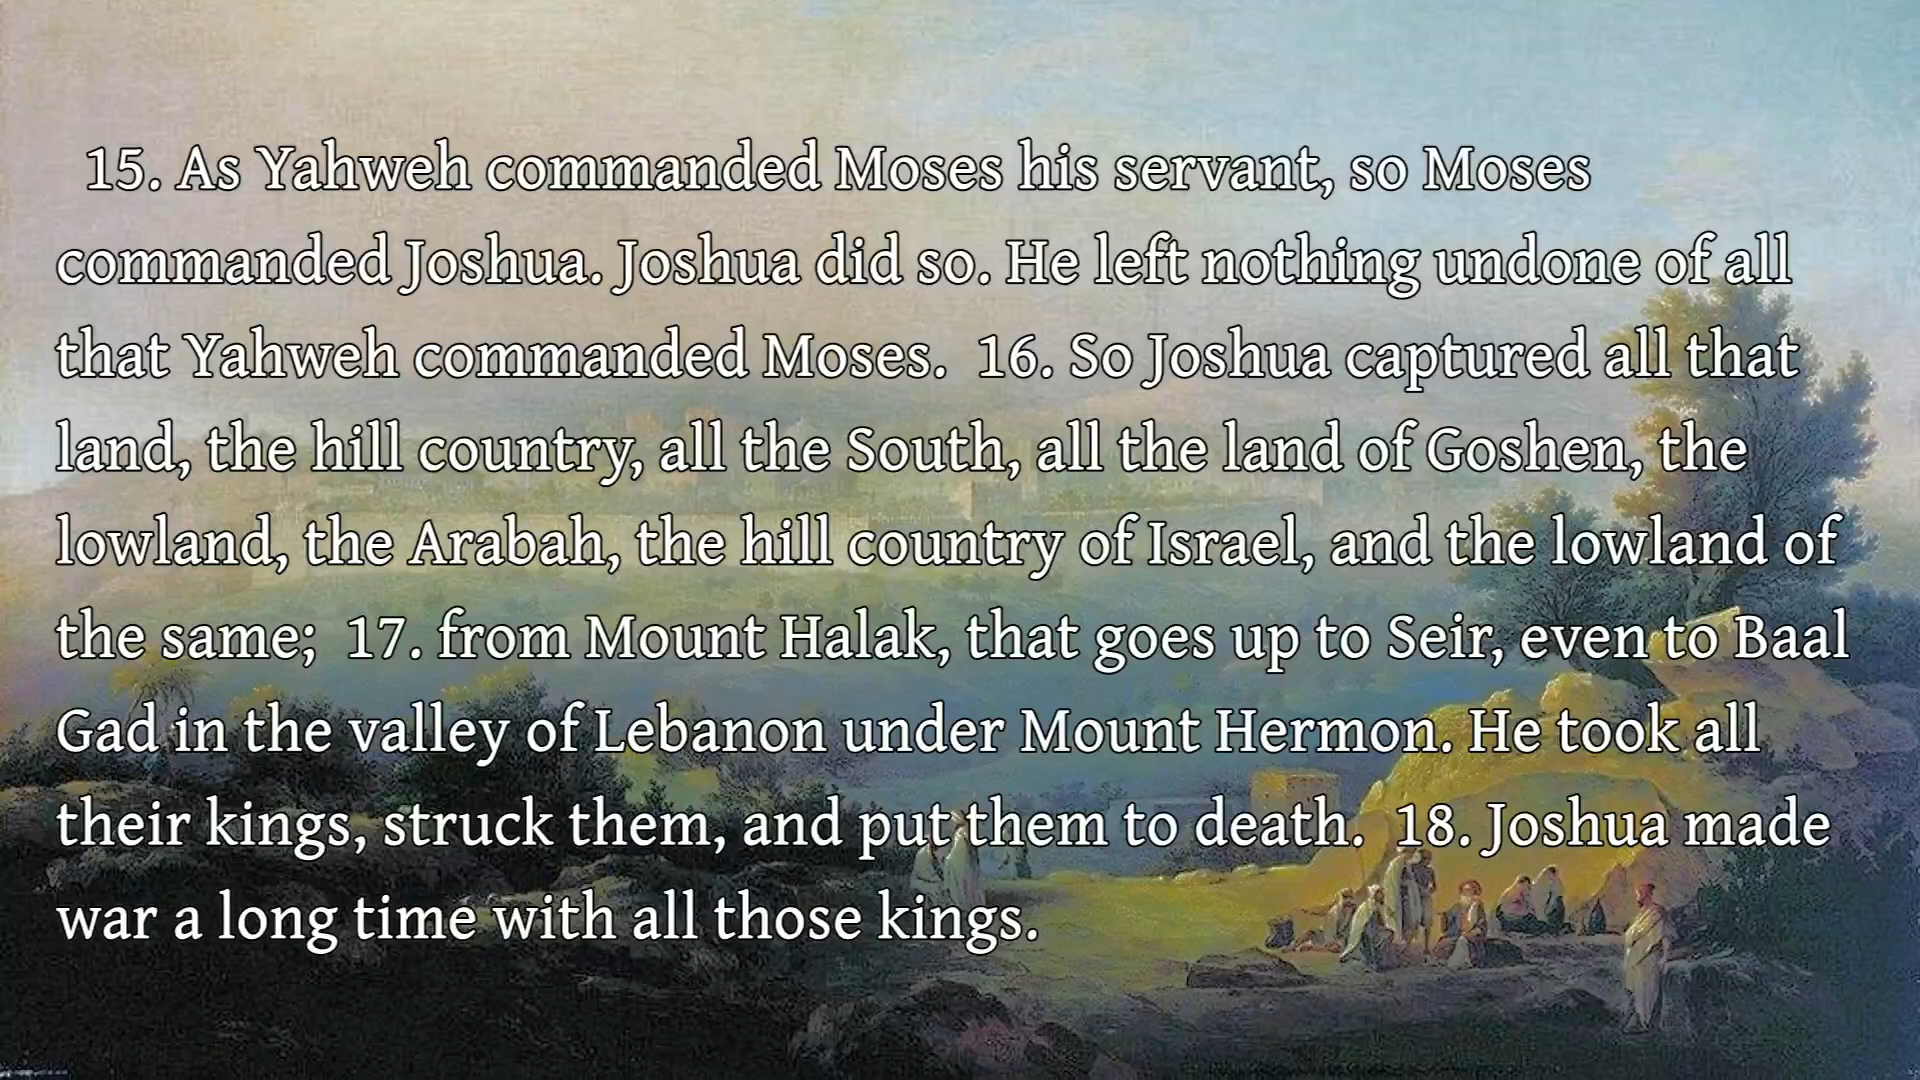 15. As Yahweh commanded Moses his servant, so Moses
commanded Joshua. Joshua did so. He left nothing undone of all
that Yahweh commanded Moses.  16. So Joshua captured all that
land, the hill country, all the South, all the land of Goshen, the
lowland, the Arabah, the hill country of Israel, and the lowland of
the same;  17. from Mount Halak, that goes up to Seir, even to Baal
Gad in the valley of Lebanon under Mount Hermon. He took all
their kings, struck them, and put them to death.  18. Joshua made
war a long time with all those kings.